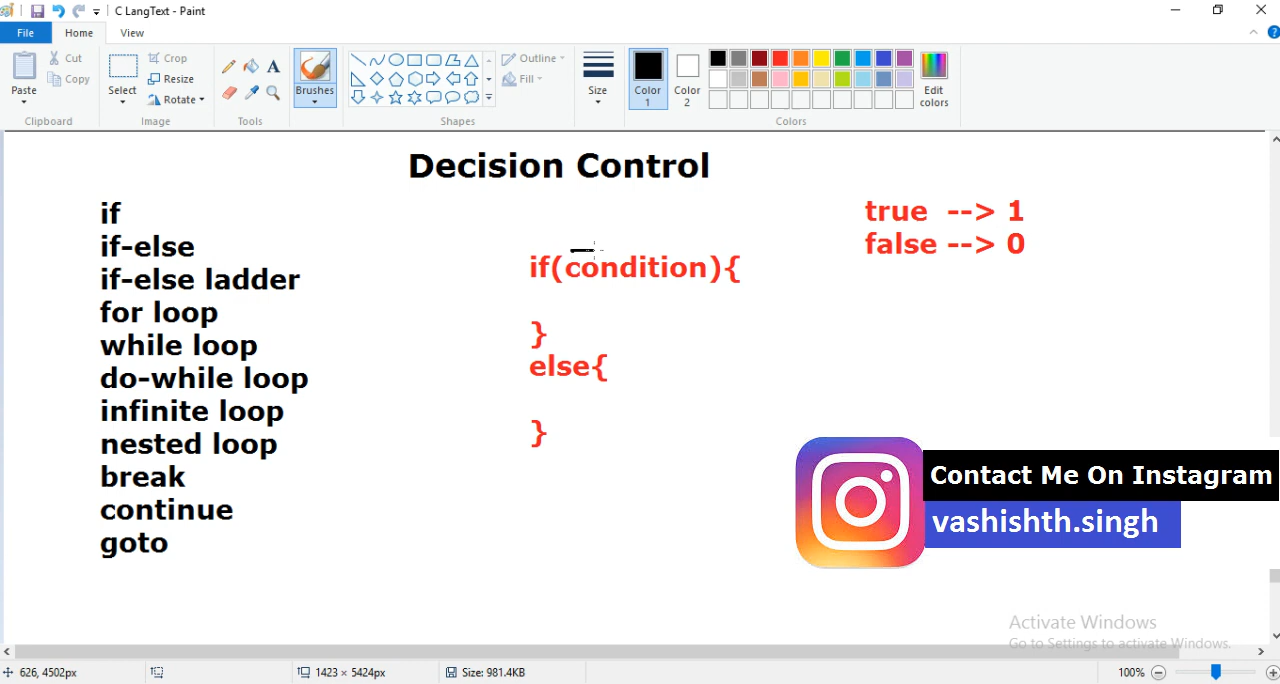 C LangText - Paint
File
Home
View
Paste
Cut
Copy
Clipboard
Select
Crop
Resize
Rotate
Image
A
Tools
Brushes
Outline
Fill
Shapes
Size
Color 1
Color 2
Edit colors
Colors
Decision Control
if
if-else
if-else ladder
for loop
while loop
do-while loop
infinite loop
nested loop
break
continue
goto
if(condition){
}
else{
}
true --> 1
false --> 0
Contact Me On Instagram
vashishth.singh
Activate Windows
Go to Settings to activate Windows.
626, 4502px
1423 × 5424px
Size: 981.4KB
100%